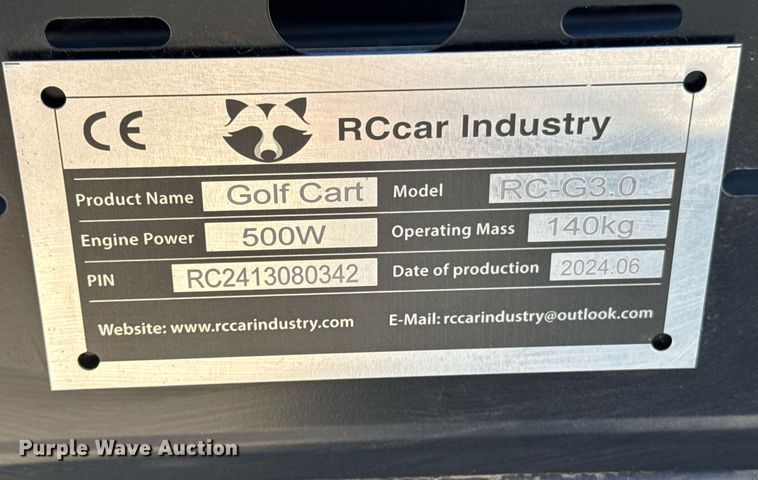 CE RCcar Industry
Product Name Golf Cart Model RC-G3.0
Engine Power 500W Operating Mass 140kg
PIN RC2413080342 Date of production 2024.06
Website: www.rccarindustry.com E-Mail: rccarindustry@outlook.com
Purple Wave Auction